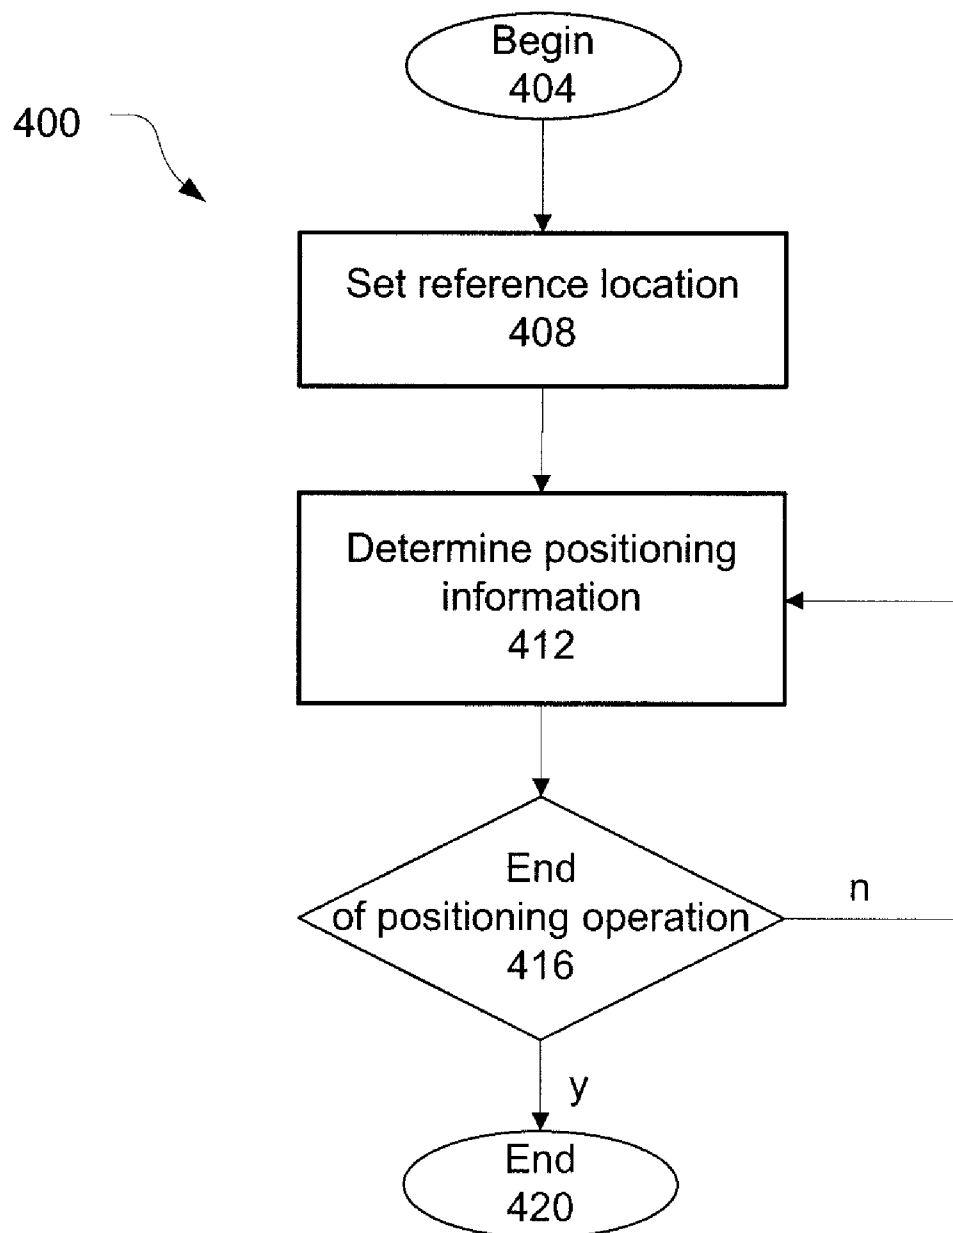 Begin
404
400
Set reference location
408
Determine positioning
information
412
End
of positioning operation
416
n
y
End
420